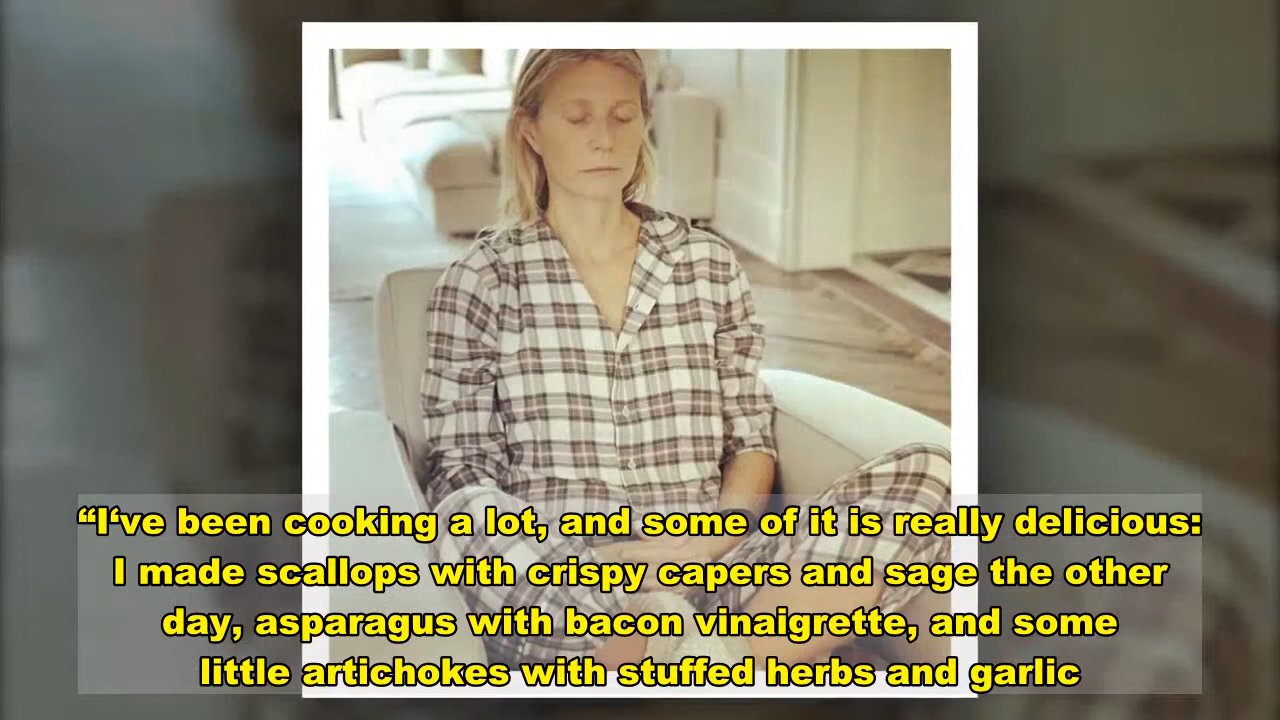 “I‘ve been cooking a lot, and some of it is really delicious:
I made scallops with crispy capers and sage the other
day, asparagus with bacon vinaigrette, and some
little artichokes with stuffed herbs and garlic